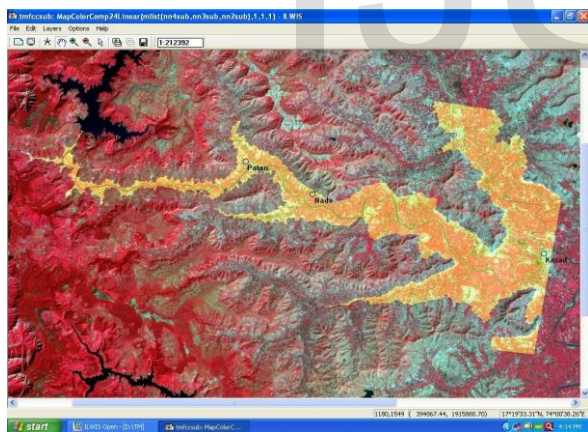 tmfccsub: MapColorComp24Linear(mlist(nn4sub,nn3sub,nn2sub),1,1,1) - ILWIS
File Edit Layers Options Help
1:212392
Patan
Nade
Karad
1180,1549 ( 394867.44, 1915880.70) 17°19'33.31"N, 74°00'38.26"E
start ILWIS Open - [D:\TM] tmfccsub: MapColorC... 4:14 PM